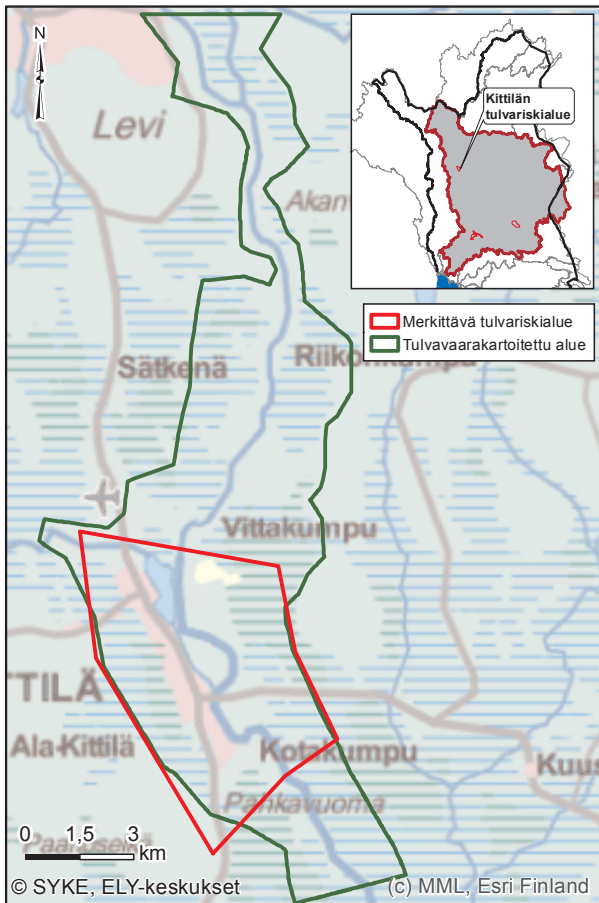 N
Levi
Kittilän
tulvariskialue
Akan
Merkittävä tulvariskialue
Tulvavaarakartoitettu alue
Sätkenä
Riikonkumpu
Vittakumpu
TTILÄ
Ala-Kittilä
Kotakumpu
Kuus
Pahkavuoma
0 1,5 3
km
© SYKE, ELY-keskukset
(c) MML, Esri Finland